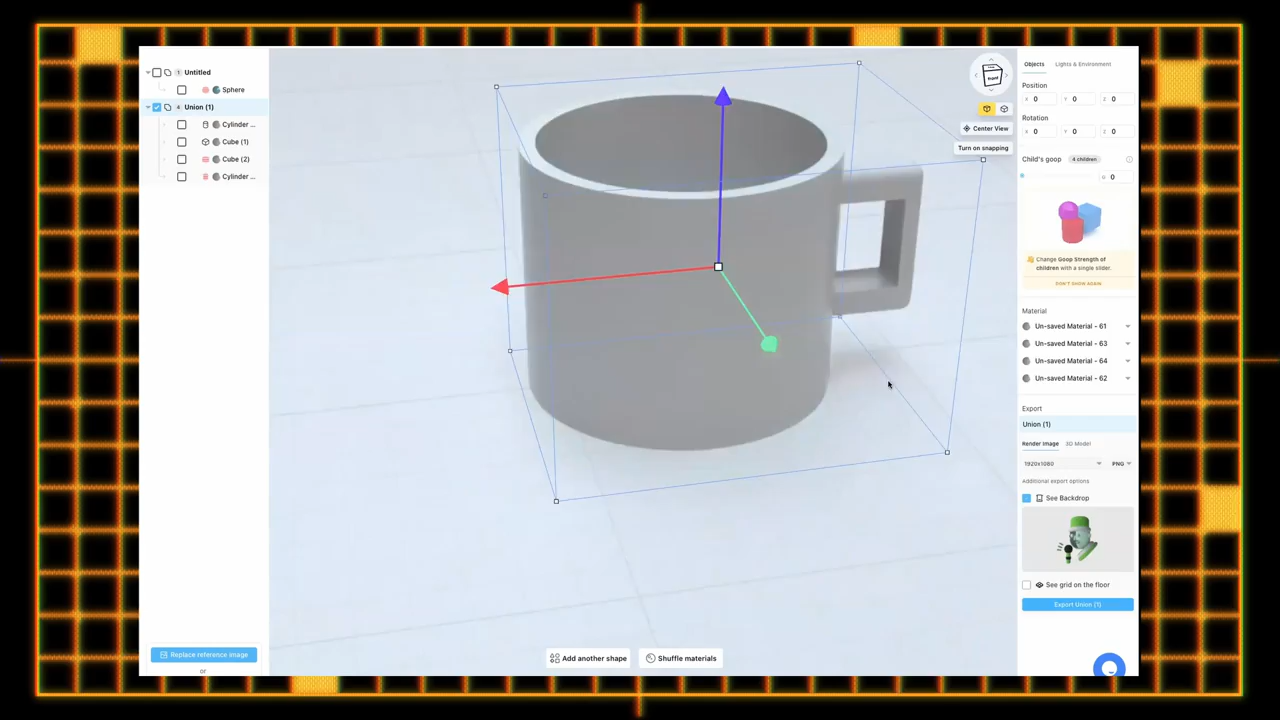 1 Untitled
Sphere
4 Union (1)
Cylinder ...
Cube (1)
Cube (2)
Cylinder ...
Replace reference image
or
Front
Center View
Turn on snapping
Add another shape
Shuffle materials
Objects Lights & Environment
Position
X 0 Y 0 Z 0
Rotation
X 0 Y 0 Z 0
Child's goop 4 children
G 0
Change Goop Strength of
children with a single slider.
DON'T SHOW AGAIN
Material
Un-saved Material - 61
Un-saved Material - 63
Un-saved Material - 64
Un-saved Material - 62
Export
Union (1)
Render Image 3D Model
1920x1080 PNG
Additional export options
See Backdrop
See grid on the floor
Export Union (1)